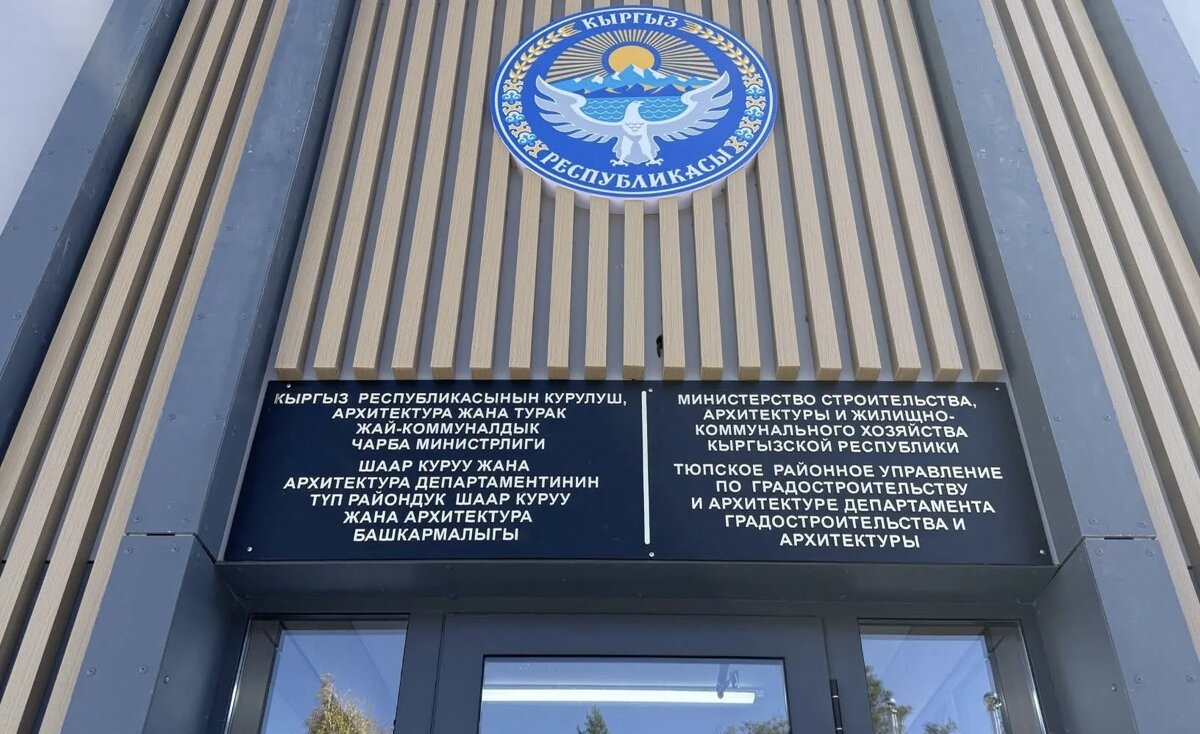 КЫРГЫЗ
РЕСПУБЛИКАСЫ
КЫРГЫЗ РЕСПУБЛИКАСЫНЫН КУРУЛУШ,
АРХИТЕКТУРА ЖАНА ТУРАК
ЖАЙ-КОММУНАЛДЫК
ЧАРБА МИНИСТРЛИГИ
ШААР КУРУУ ЖАНА
АРХИТЕКТУРА ДЕПАРТАМЕНТИНИН
ТҮП РАЙОНДУК ШААР КУРУУ
ЖАНА АРХИТЕКТУРА
БАШКАРМАЛЫГЫ
МИНИСТЕРСТВО СТРОИТЕЛЬСТВА,
АРХИТЕКТУРЫ И ЖИЛИЩНО-
КОММУНАЛЬНОГО ХОЗЯЙСТВА
КЫРГЫЗСКОЙ РЕСПУБЛИКИ
ТЮПСКОЕ РАЙОННОЕ УПРАВЛЕНИЕ
ПО ГРАДОСТРОИТЕЛЬСТВУ
И АРХИТЕКТУРЕ ДЕПАРТАМЕНТА
ГРАДОСТРОИТЕЛЬСТВА И
АРХИТЕКТУРЫ